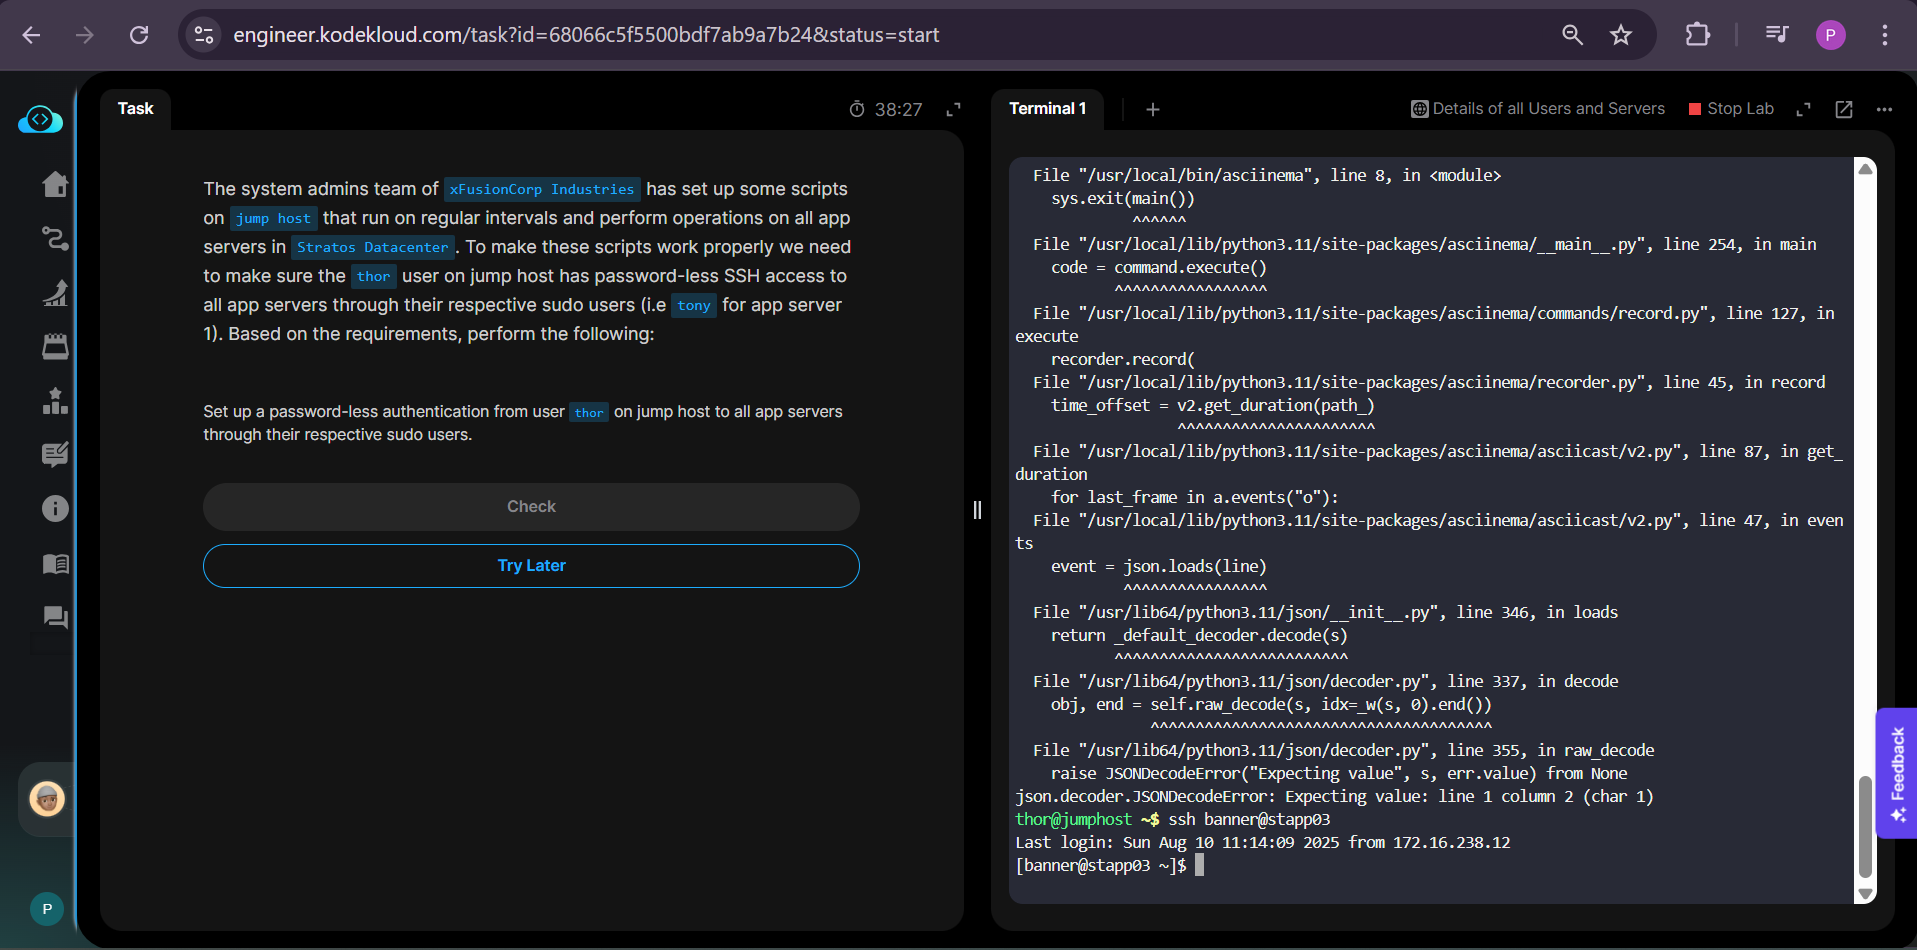 engineer.kodekloud.com/task?id=68066c5f5500bdf7ab9a7b24&status=start
P
Task
38:27
The system admins team of xFusionCorp Industries has set up some scripts
on jump host that run on regular intervals and perform operations on all app
servers in Stratos Datacenter. To make these scripts work properly we need
to make sure the thor user on jump host has password-less SSH access to
all app servers through their respective sudo users (i.e tony for app server
1). Based on the requirements, perform the following:
Set up a password-less authentication from user thor on jump host to all app servers
through their respective sudo users.
Check
Try Later
P
Terminal 1
Details of all Users and Servers
Stop Lab
File "/usr/local/bin/asciinema", line 8, in <module>
sys.exit(main())
^^^^^^
File "/usr/local/lib/python3.11/site-packages/asciinema/__main__.py", line 254, in main
code = command.execute()
^^^^^^^^^^^^^^^^^
File "/usr/local/lib/python3.11/site-packages/asciinema/commands/record.py", line 127, in
execute
recorder.record(
File "/usr/local/lib/python3.11/site-packages/asciinema/recorder.py", line 45, in record
time_offset = v2.get_duration(path_)
^^^^^^^^^^^^^^^^^^^^^^
File "/usr/local/lib/python3.11/site-packages/asciinema/asciicast/v2.py", line 87, in get_
duration
for last_frame in a.events("o"):
File "/usr/local/lib/python3.11/site-packages/asciinema/asciicast/v2.py", line 47, in even
ts
event = json.loads(line)
^^^^^^^^^^^^^^^^
File "/usr/lib64/python3.11/json/__init__.py", line 346, in loads
return _default_decoder.decode(s)
^^^^^^^^^^^^^^^^^^^^^^^^^^
File "/usr/lib64/python3.11/json/decoder.py", line 337, in decode
obj, end = self.raw_decode(s, idx=_w(s, 0).end())
^^^^^^^^^^^^^^^^^^^^^^^^^^^^^^^^^^^^^^
File "/usr/lib64/python3.11/json/decoder.py", line 355, in raw_decode
raise JSONDecodeError("Expecting value", s, err.value) from None
json.decoder.JSONDecodeError: Expecting value: line 1 column 2 (char 1)
thor@jumphost ~$ ssh banner@stapp03
Last login: Sun Aug 10 11:14:09 2025 from 172.16.238.12
[banner@stapp03 ~]$
Feedback